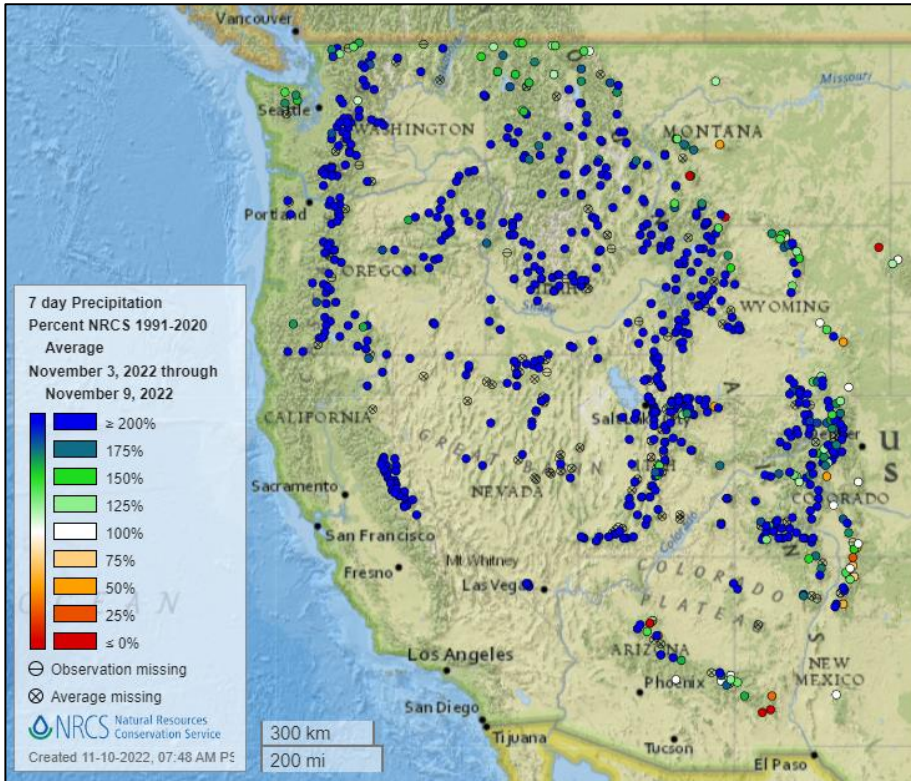 Vancouver
Missouri
Seattle
WASHINGTON
MONTANA
Portland
OREGON
WYOMING
Snake
7 day Precipitation
Percent NRCS 1991-2020
Average
November 3, 2022 through
November 9, 2022
≥ 200%
175%
150%
125%
100%
75%
50%
25%
≤ 0%
Observation missing
Average missing
NRCS Natural Resources
Conservation Service
Created 11-10-2022, 07:48 AM PS
CALIFORNIA
Salt Lake City
GREAT BASIN
NEVADA
U
S
COLORADO
Sacramento
San Francisco
Colorado
Mt Whitney
Fresno
Las Vegas
COLORADO
PLATEAU
ARIZONA
NEW
MEXICO
Los Angeles
Phoenix
San Diego
Tijuana
Tucson
El Paso
300 km
200 mi